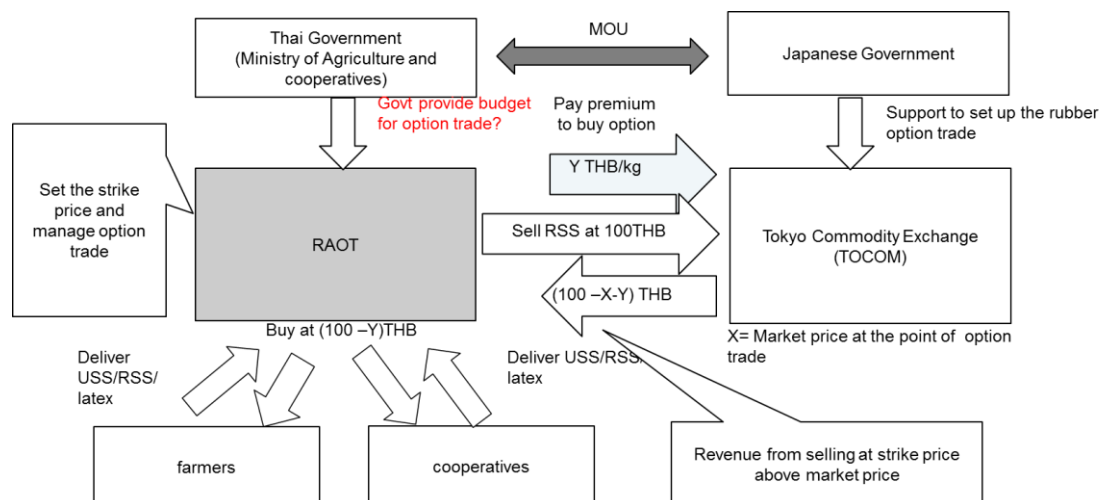 Thai Government
(Ministry of Agriculture and
cooperatives)
MOU
Japanese Government
Govt provide budget
for option trade?
Pay premium
to buy option
Support to set up the rubber
option trade
Y THB/kg
Set the strike
price and
manage option
trade
RAOT
Sell RSS at 100THB
Tokyo Commodity Exchange
(TOCOM)
(100 –X-Y) THB
Buy at (100 –Y)THB
X= Market price at the point of option
trade
Deliver
USS/RSS/
latex
Deliver USS/RSS/
latex
farmers
cooperatives
Revenue from selling at strike price
above market price